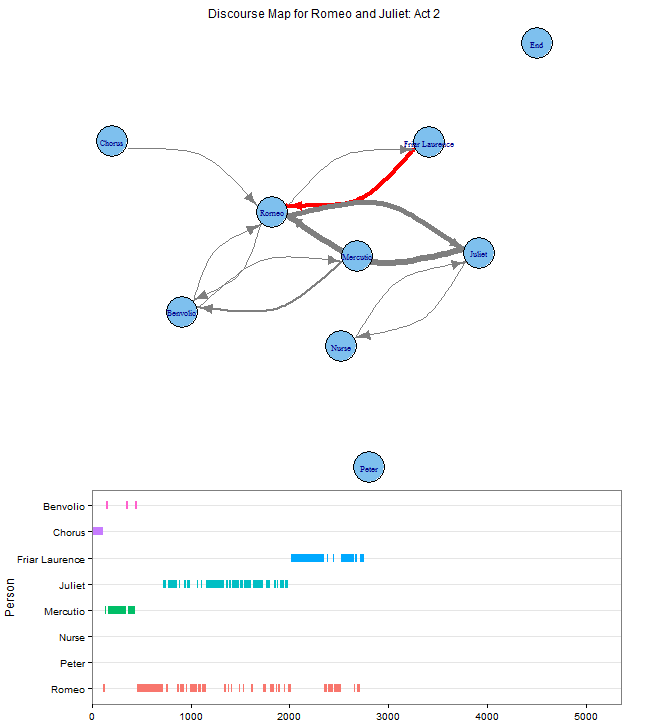 Discourse Map for Romeo and Juliet: Act 2
End
Chorus
Friar Laurence
Romeo
Mercutio
Juliet
Benvolio
Nurse
Peter
Person
Benvolio
Chorus
Friar Laurence
Juliet
Mercutio
Nurse
Peter
Romeo
0 1000 2000 3000 4000 5000